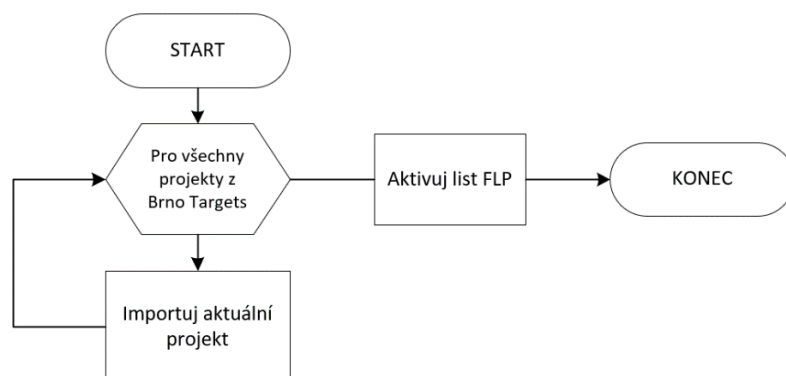 START
Pro všechny
projekty z
Brno Targets
Aktivuj list FLP
KONEC
Importuj aktuální
projekt